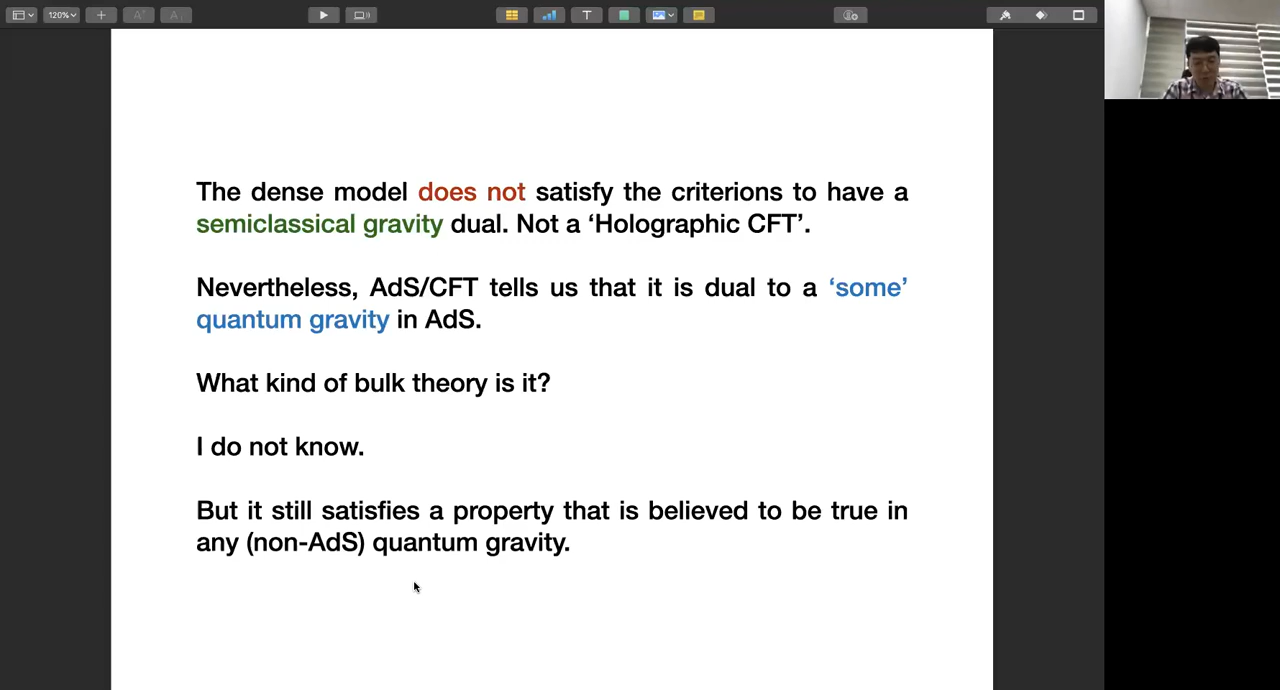 120%
T
The dense model does not satisfy the criterions to have a
semiclassical gravity dual. Not a ‘Holographic CFT’.
Nevertheless, AdS/CFT tells us that it is dual to a ‘some’
quantum gravity in AdS.
What kind of bulk theory is it?
I do not know.
But it still satisfies a property that is believed to be true in
any (non-AdS) quantum gravity.